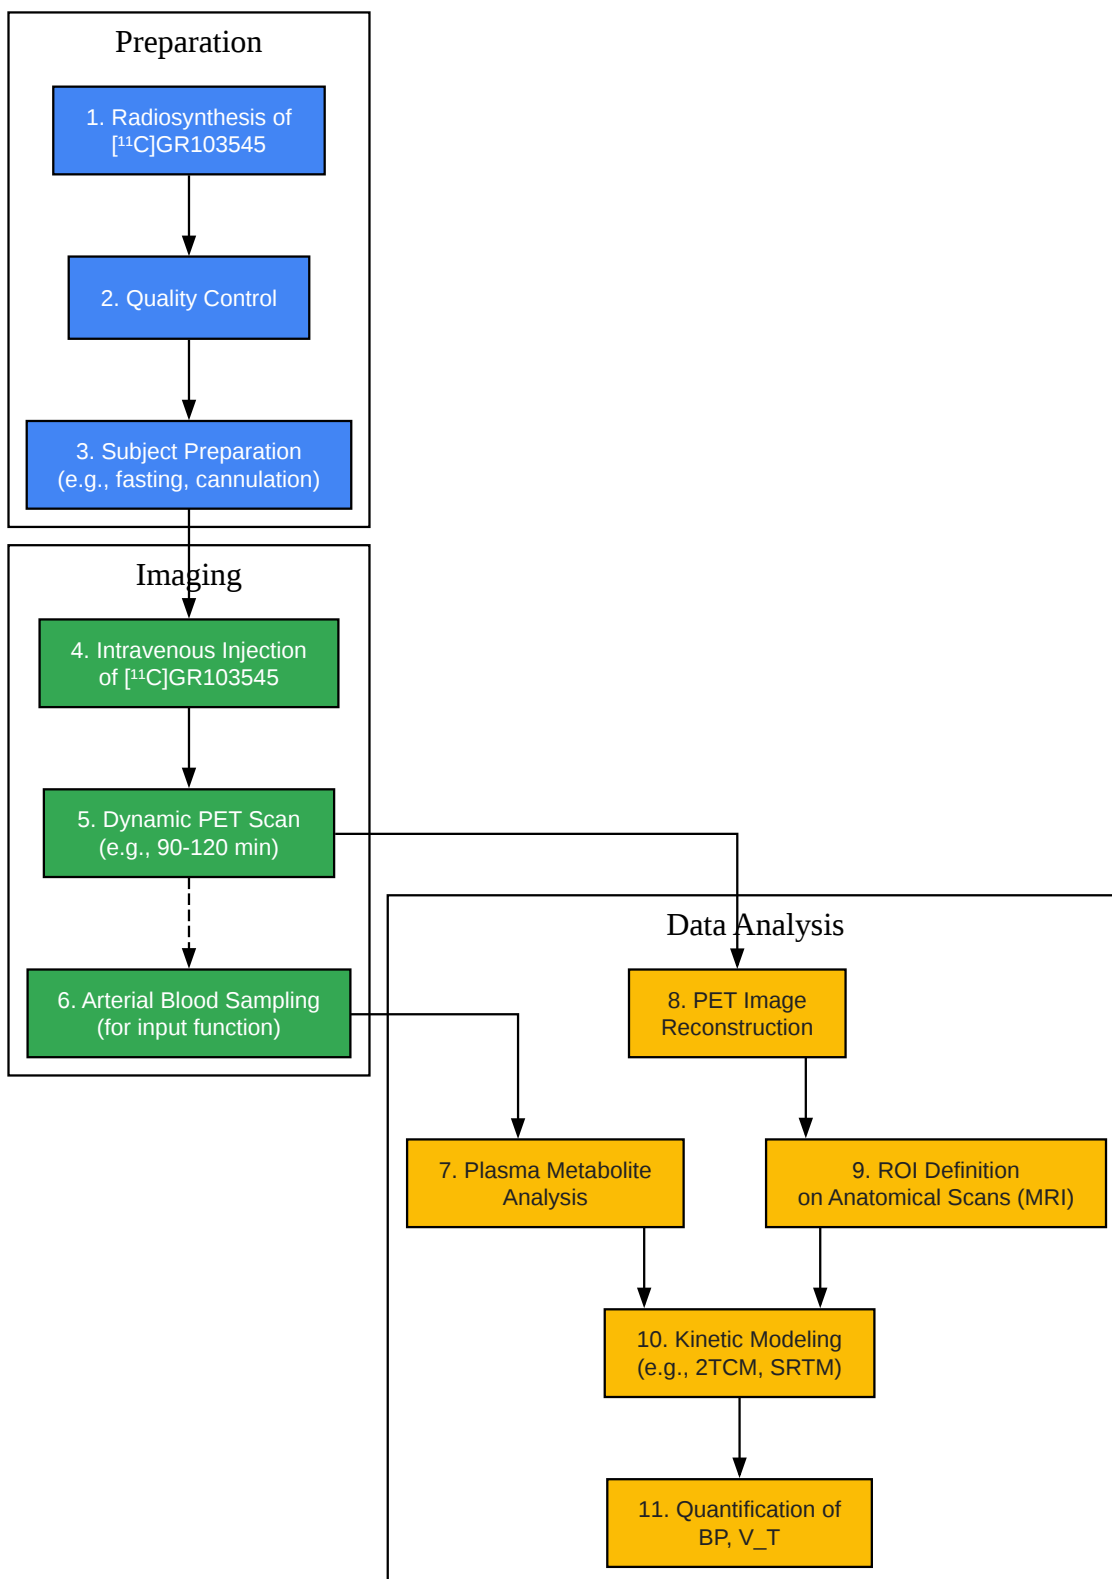 Preparation
1. Radiosynthesis of
[¹¹C]GR103545
2. Quality Control
3. Subject Preparation
(e.g., fasting, cannulation)
Imaging
4. Intravenous Injection
of [¹¹C]GR103545
5. Dynamic PET Scan
(e.g., 90-120 min)
6. Arterial Blood Sampling
(for input function)
Data Analysis
8. PET Image
Reconstruction
7. Plasma Metabolite
Analysis
9. ROI Definition
on Anatomical Scans (MRI)
10. Kinetic Modeling
(e.g., 2TCM, SRTM)
11. Quantification of
BP, V_T